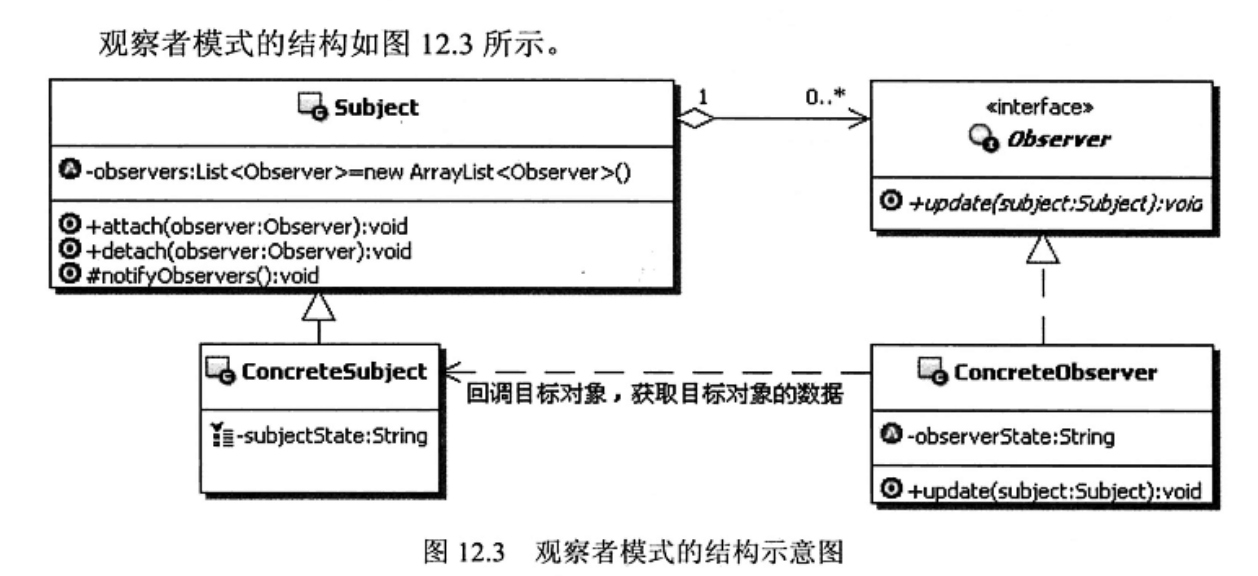 观察者模式的结构如图 12.3 所示。
Subject
-observers:List<Observer>=new ArrayList<Observer>()
+attach(observer:Observer):void
+detach(observer:Observer):void
#notifyObservers():void
1
0..*
«interface»
Observer
+update(subject:Subject):void
ConcreteSubject
-subjectState:String
回调目标对象，获取目标对象的数据
ConcreteObserver
-observerState:String
+update(subject:Subject):void
图 12.3 观察者模式的结构示意图